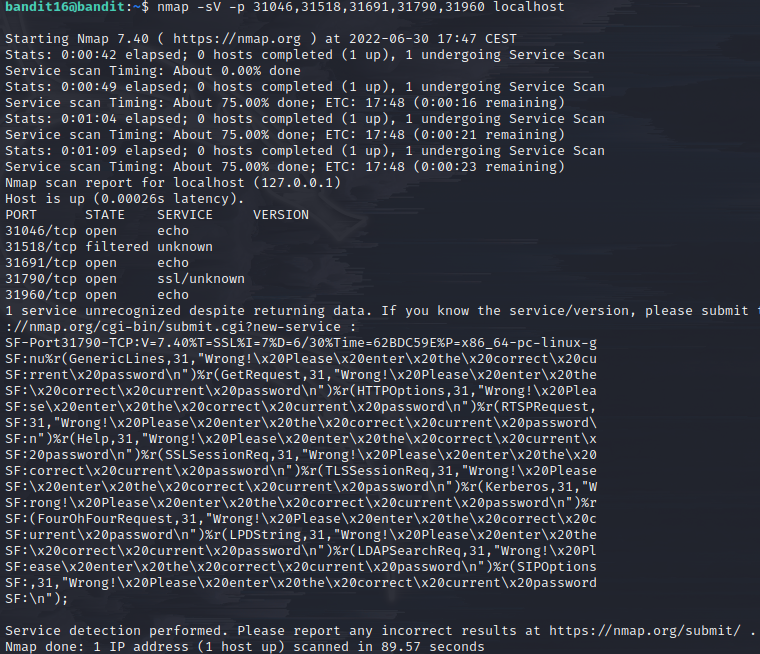 bandit16@bandit:~$ nmap -sV -p 31046,31518,31691,31790,31960 localhost
Starting Nmap 7.40 ( https://nmap.org ) at 2022-06-30 17:47 CEST
Stats: 0:00:42 elapsed; 0 hosts completed (1 up), 1 undergoing Service Scan
Service scan Timing: About 0.00% done
Stats: 0:00:49 elapsed; 0 hosts completed (1 up), 1 undergoing Service Scan
Service scan Timing: About 75.00% done; ETC: 17:48 (0:00:16 remaining)
Stats: 0:01:04 elapsed; 0 hosts completed (1 up), 1 undergoing Service Scan
Service scan Timing: About 75.00% done; ETC: 17:48 (0:00:21 remaining)
Stats: 0:01:09 elapsed; 0 hosts completed (1 up), 1 undergoing Service Scan
Service scan Timing: About 75.00% done; ETC: 17:48 (0:00:23 remaining)
Nmap scan report for localhost (127.0.0.1)
Host is up (0.00026s latency).
PORT      STATE    SERVICE     VERSION
31046/tcp open     echo
31518/tcp filtered unknown
31691/tcp open     echo
31790/tcp open     ssl/unknown
31960/tcp open     echo
1 service unrecognized despite returning data. If you know the service/version, please submit t
://nmap.org/cgi-bin/submit.cgi?new-service :
SF-Port31790-TCP:V=7.40%T=SSL%I=7%D=6/30%Time=62BDC59E%P=x86_64-pc-linux-g
SF:nu%r(GenericLines,31,"Wrong!\x20Please\x20enter\x20the\x20correct\x20cu
SF:rrent\x20password\n")%r(GetRequest,31,"Wrong!\x20Please\x20enter\x20the
SF:\x20correct\x20current\x20password\n")%r(HTTPOptions,31,"Wrong!\x20Plea
SF:se\x20enter\x20the\x20correct\x20current\x20password\n")%r(RTSPRequest,
SF:31,"Wrong!\x20Please\x20enter\x20the\x20correct\x20current\x20password\
SF:n")%r(Help,31,"Wrong!\x20Please\x20enter\x20the\x20correct\x20current\x
SF:20password\n")%r(SSLSessionReq,31,"Wrong!\x20Please\x20enter\x20the\x20
SF:correct\x20current\x20password\n")%r(TLSSessionReq,31,"Wrong!\x20Please
SF:\x20enter\x20the\x20correct\x20current\x20password\n")%r(Kerberos,31,"W
SF:rong!\x20Please\x20enter\x20the\x20correct\x20current\x20password\n")%r
SF:(FourOhFourRequest,31,"Wrong!\x20Please\x20enter\x20the\x20correct\x20c
SF:urrent\x20password\n")%r(LPDString,31,"Wrong!\x20Please\x20enter\x20the
SF:\x20correct\x20current\x20password\n")%r(LDAPSearchReq,31,"Wrong!\x20Pl
SF:ease\x20enter\x20the\x20correct\x20current\x20password\n")%r(SIPOptions
SF:,31,"Wrong!\x20Please\x20enter\x20the\x20correct\x20current\x20password
SF:\n");
Service detection performed. Please report any incorrect results at https://nmap.org/submit/ .
Nmap done: 1 IP address (1 host up) scanned in 89.57 seconds